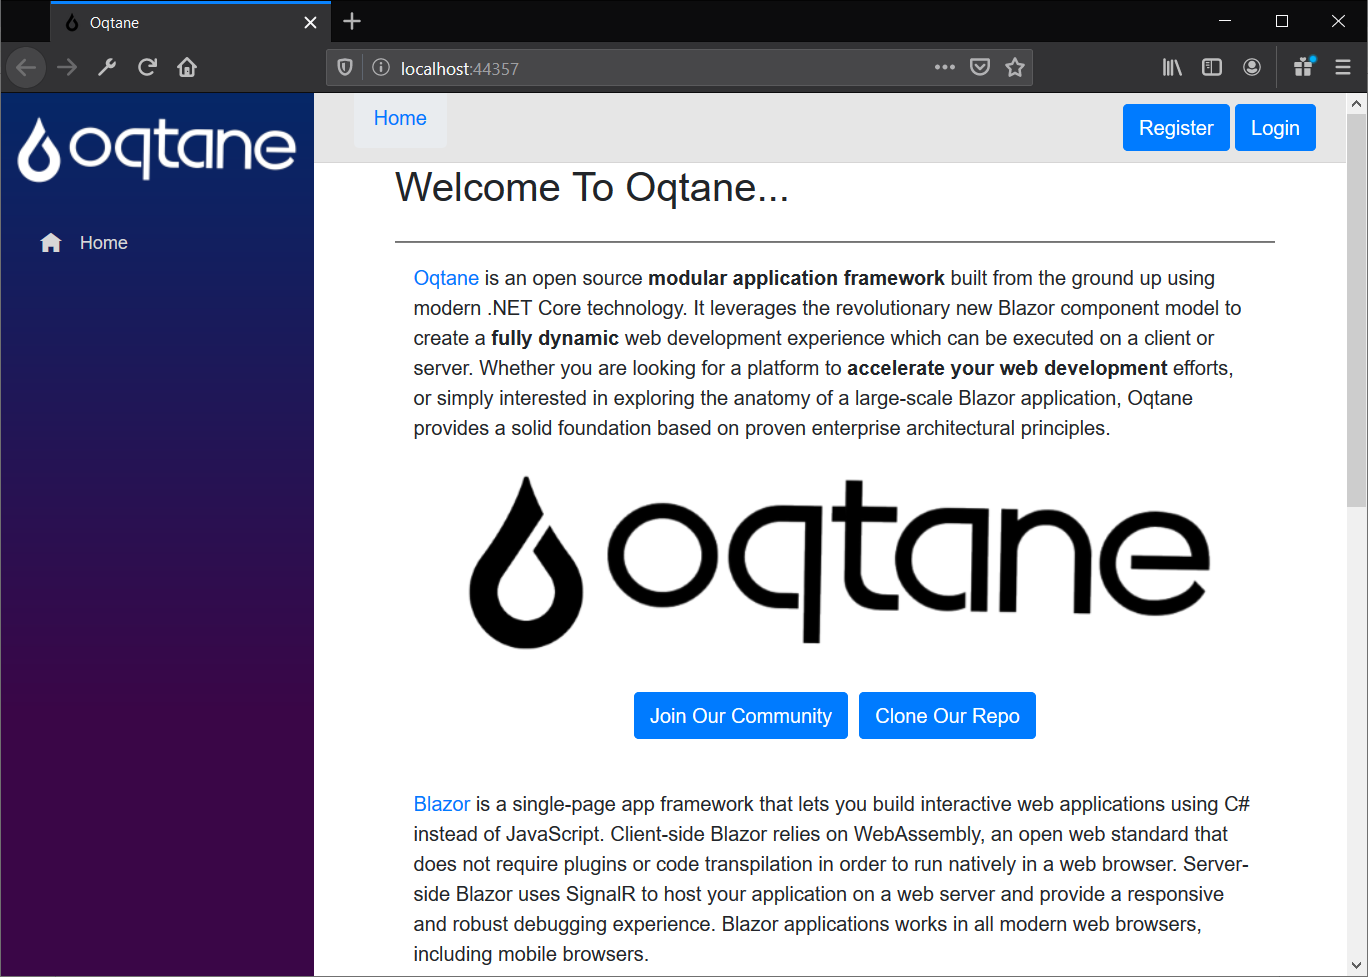 Oqtane
localhost:44357
oqtane
Home
Register
Login
Home
Welcome To Oqtane...
Oqtane is an open source modular application framework built from the ground up using
modern .NET Core technology. It leverages the revolutionary new Blazor component model to
create a fully dynamic web development experience which can be executed on a client or
server. Whether you are looking for a platform to accelerate your web development efforts,
or simply interested in exploring the anatomy of a large-scale Blazor application, Oqtane
provides a solid foundation based on proven enterprise architectural principles.
oqtane
Join Our Community
Clone Our Repo
Blazor is a single-page app framework that lets you build interactive web applications using C#
instead of JavaScript. Client-side Blazor relies on WebAssembly, an open web standard that
does not require plugins or code transpilation in order to run natively in a web browser. Server-
side Blazor uses SignalR to host your application on a web server and provide a responsive
and robust debugging experience. Blazor applications works in all modern web browsers,
including mobile browsers.